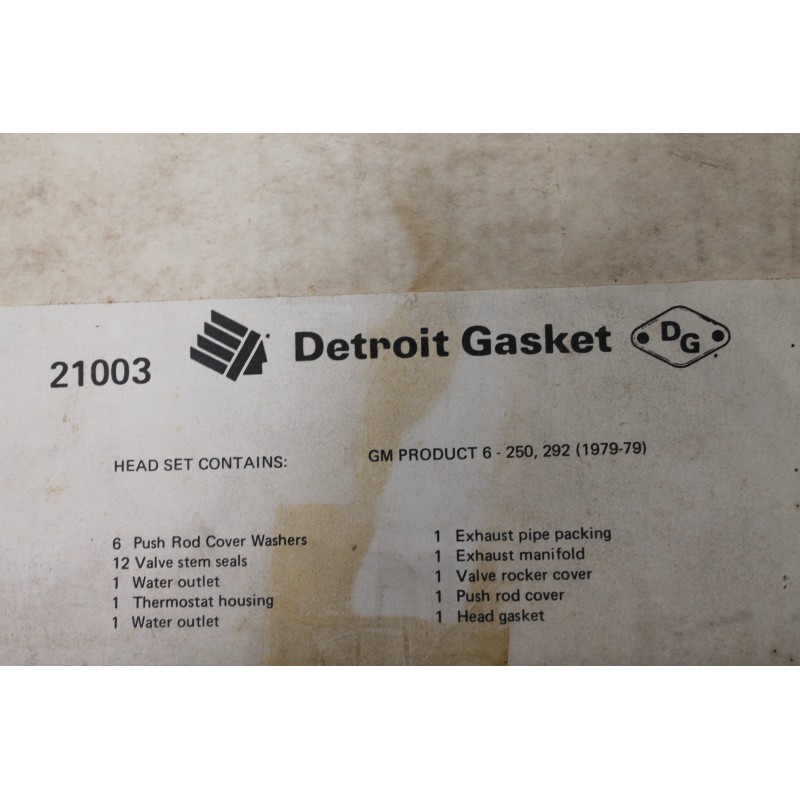 21003 Detroit Gasket DG
HEAD SET CONTAINS: GM PRODUCT 6 - 250, 292 (1979-79)
6 Push Rod Cover Washers
12 Valve stem seals
1 Water outlet
1 Thermostat housing
1 Water outlet
1 Exhaust pipe packing
1 Exhaust manifold
1 Valve rocker cover
1 Push rod cover
1 Head gasket